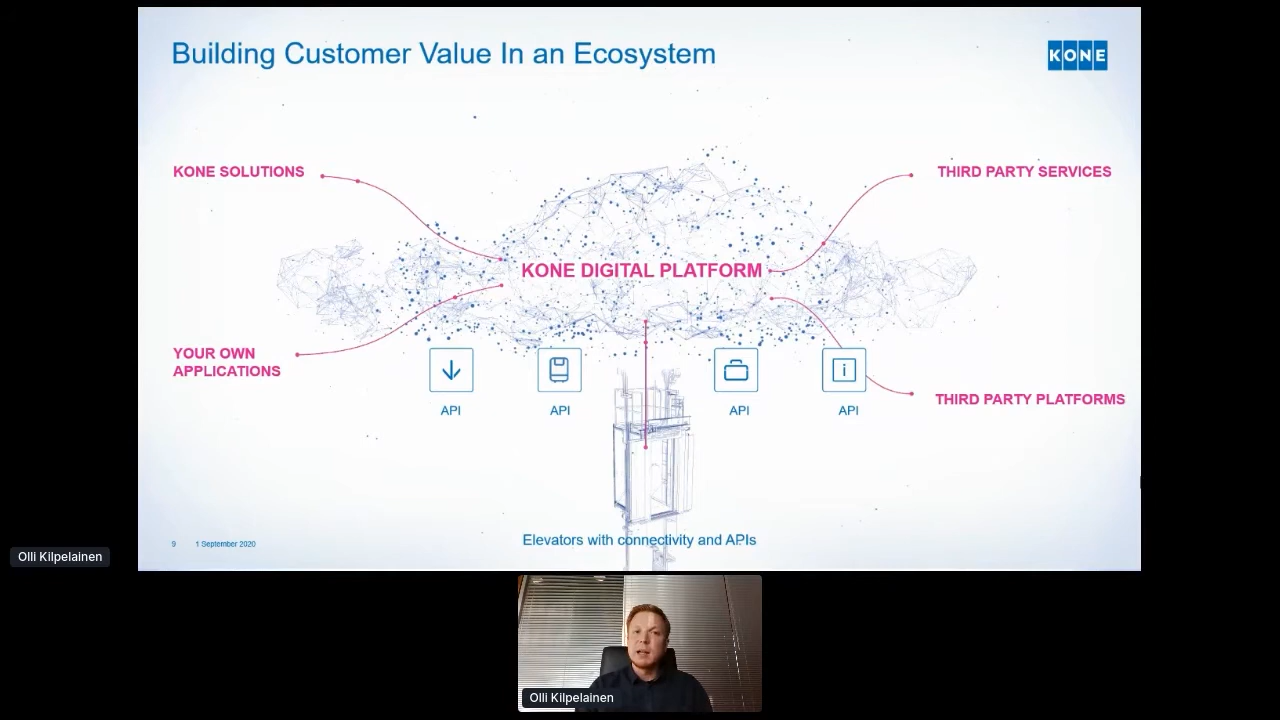 Building Customer Value In an Ecosystem
KONE
KONE SOLUTIONS
THIRD PARTY SERVICES
KONE DIGITAL PLATFORM
YOUR OWN
APPLICATIONS
API
API
API
API
THIRD PARTY PLATFORMS
Elevators with connectivity and APIs
9 1 September 2020
Olli Kilpelainen
Olli Kilpelainen